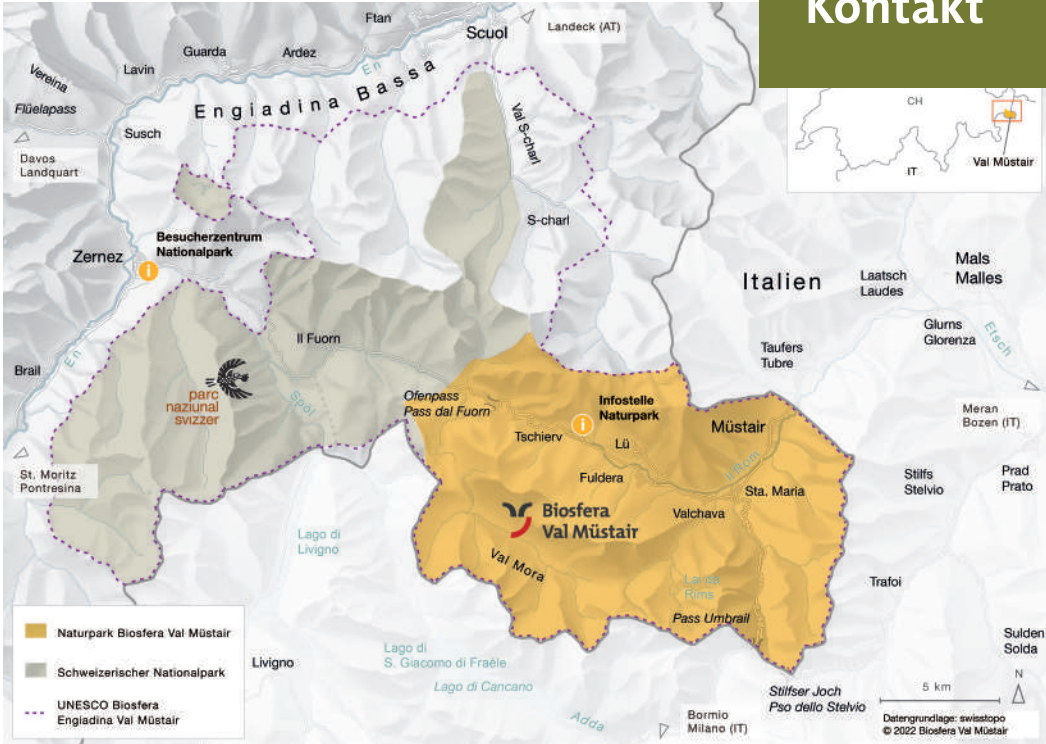 Kontakt
Ftan
Scuol
Landeck (AT)
Guarda
Ardez
En
Lavin
Vereina
Flüelapass
Engiadina Bassa
Susch
Val S-charl
CH
IT
Val Müstair
Davos
Landquart
S-charl
Besucherzentrum
Nationalpark
Zernez
i
Italien
Mals
Malles
Laatsch
Laudes
Glurns
Glorenza
Etsch
Il Fuorn
Taufers
Tubre
En
Brail
parc
naziunal
svizzer
Spöl
Ofenpass
Pass dal Fuorn
Infostelle
Naturpark
i
Meran
Bozen (IT)
Tschierv
Lü
Müstair
Il Rom
St. Moritz
Pontresina
Fuldera
Sta. Maria
Stilfs
Stelvio
Prad
Prato
Biosfera
Val Müstair
Valchava
Lago di
Livigno
Val Mora
Lai da
Rims
Trafoi
Pass Umbrail
Naturpark Biosfera Val Müstair
Schweizerischer Nationalpark
UNESCO Biosfera
Engiadina Val Müstair
Livigno
Lago di
S. Giacomo di Fraèle
Lago di Cancano
Adda
Bormio
Milano (IT)
Stilfser Joch
Pso dello Stelvio
Sulden
Solda
N
5 km
Datengrundlage: swisstopo
© 2022 Biosfera Val Müstair